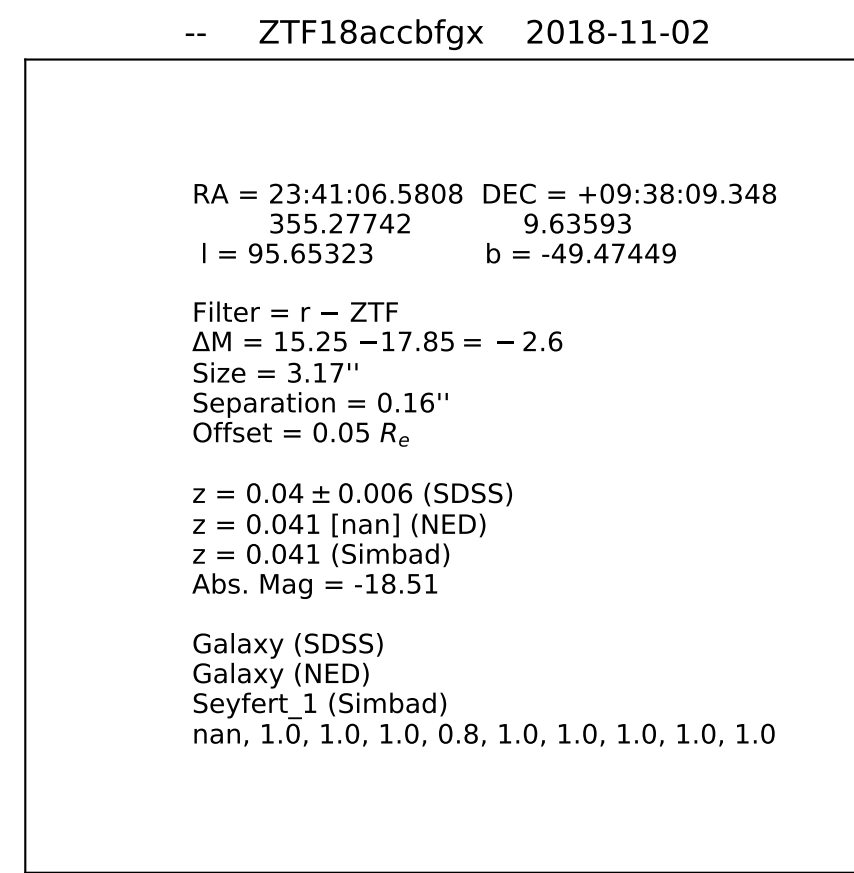 -- ZTF18accbfgx 2018-11-02
RA = 23:41:06.5808 DEC = +09:38:09.348
355.27742 9.63593
l = 95.65323 b = -49.47449
Filter = r − ZTF
ΔM = 15.25 −17.85 = − 2.6
Size = 3.17''
Separation = 0.16''
Offset = 0.05 Re
z = 0.04 ± 0.006 (SDSS)
z = 0.041 [nan] (NED)
z = 0.041 (Simbad)
Abs. Mag = -18.51
Galaxy (SDSS)
Galaxy (NED)
Seyfert_1 (Simbad)
nan, 1.0, 1.0, 1.0, 0.8, 1.0, 1.0, 1.0, 1.0, 1.0